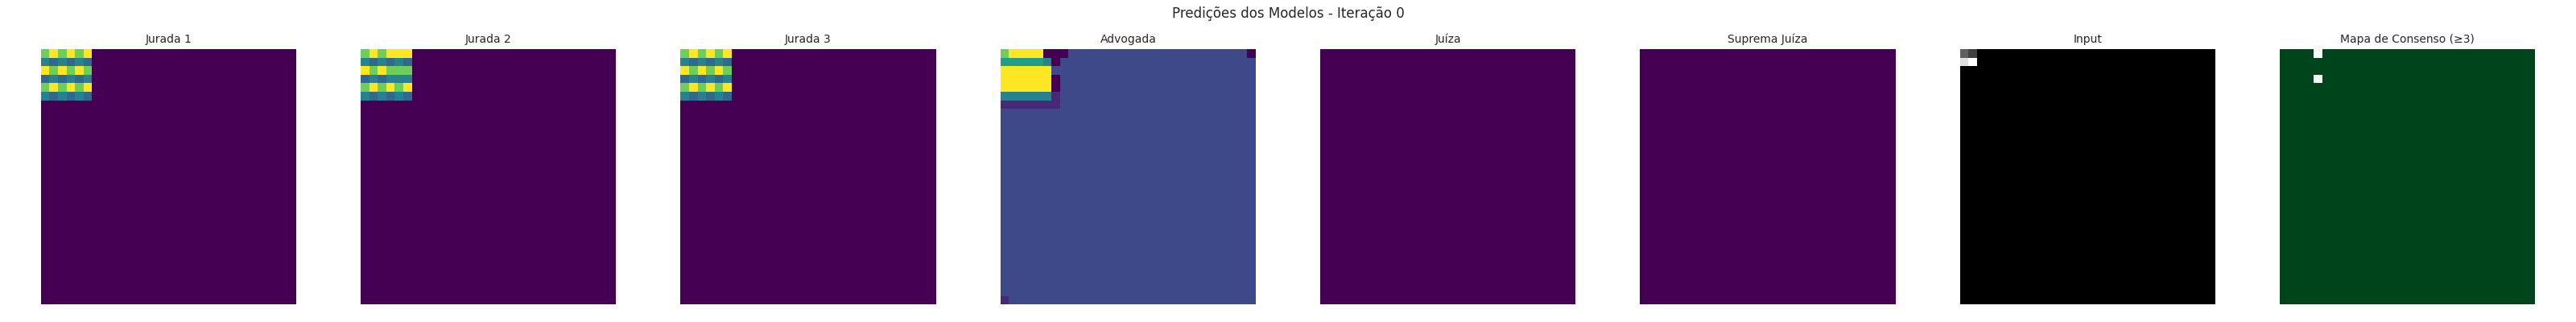 Predições dos Modelos - Iteração 0
Jurada 1
Jurada 2
Jurada 3
Advogada
Juíza
Suprema Juíza
Input
Mapa de Consenso (≥3)